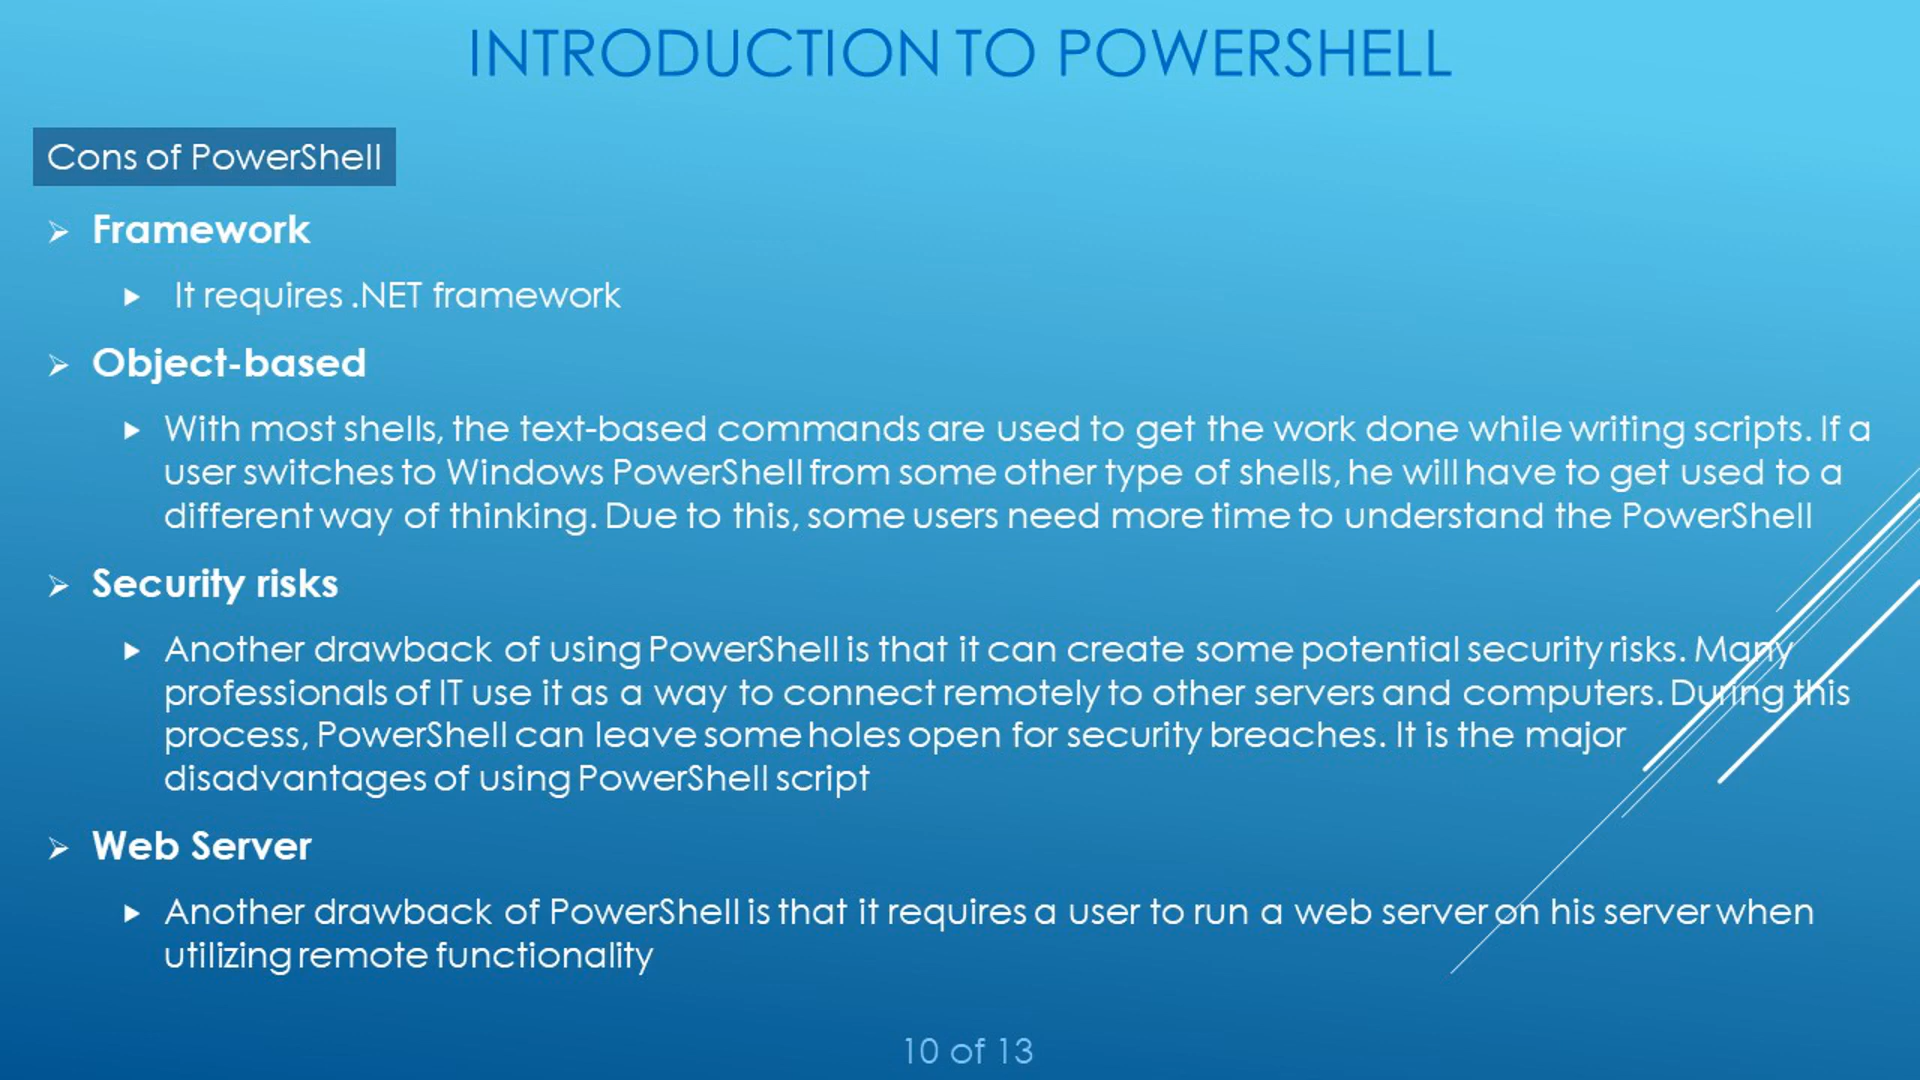 INTRODUCTION TO POWERSHELL
Cons of PowerShell
Framework
It requires .NET framework
Object-based
With most shells, the text-based commands are used to get the work done while writing scripts. If a
user switches to Windows PowerShell from some other type of shells, he will have to get used to a
different way of thinking. Due to this, some users need more time to understand the PowerShell
Security risks
Another drawback of using PowerShell is that it can create some potential security risks. Many
professionals of IT use it as a way to connect remotely to other servers and computers. During this
process, PowerShell can leave some holes open for security breaches. It is the major
disadvantages of using PowerShell script
Web Server
Another drawback of PowerShell is that it requires a user to run a web server on his server when
utilizing remote functionality
10 of 13